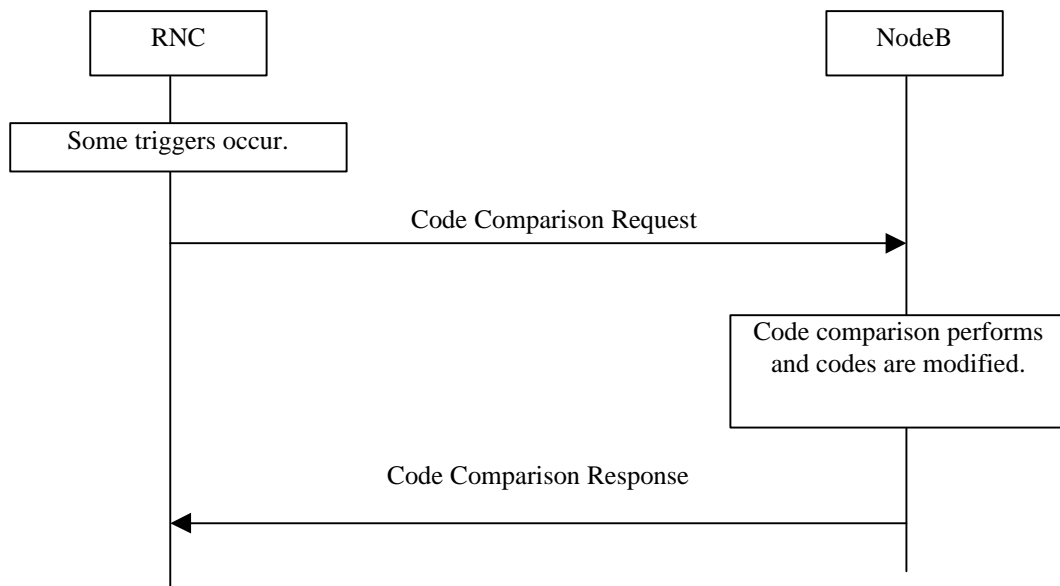 RNC
NodeB
Some triggers occur.
Code Comparison Request
Code comparison performs
and codes are modified.
Code Comparison Response